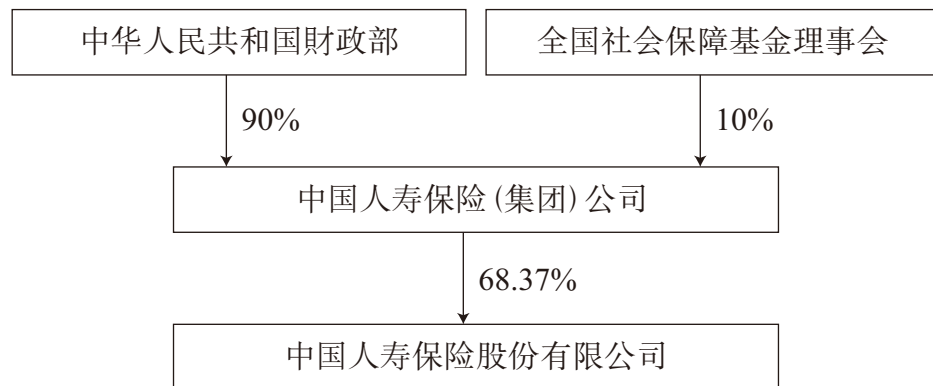 中华人民共和国財政部
全国社会保障基金理事会
90%
10%
中国人寿保险(集团)公司
68.37%
中国人寿保险股份有限公司